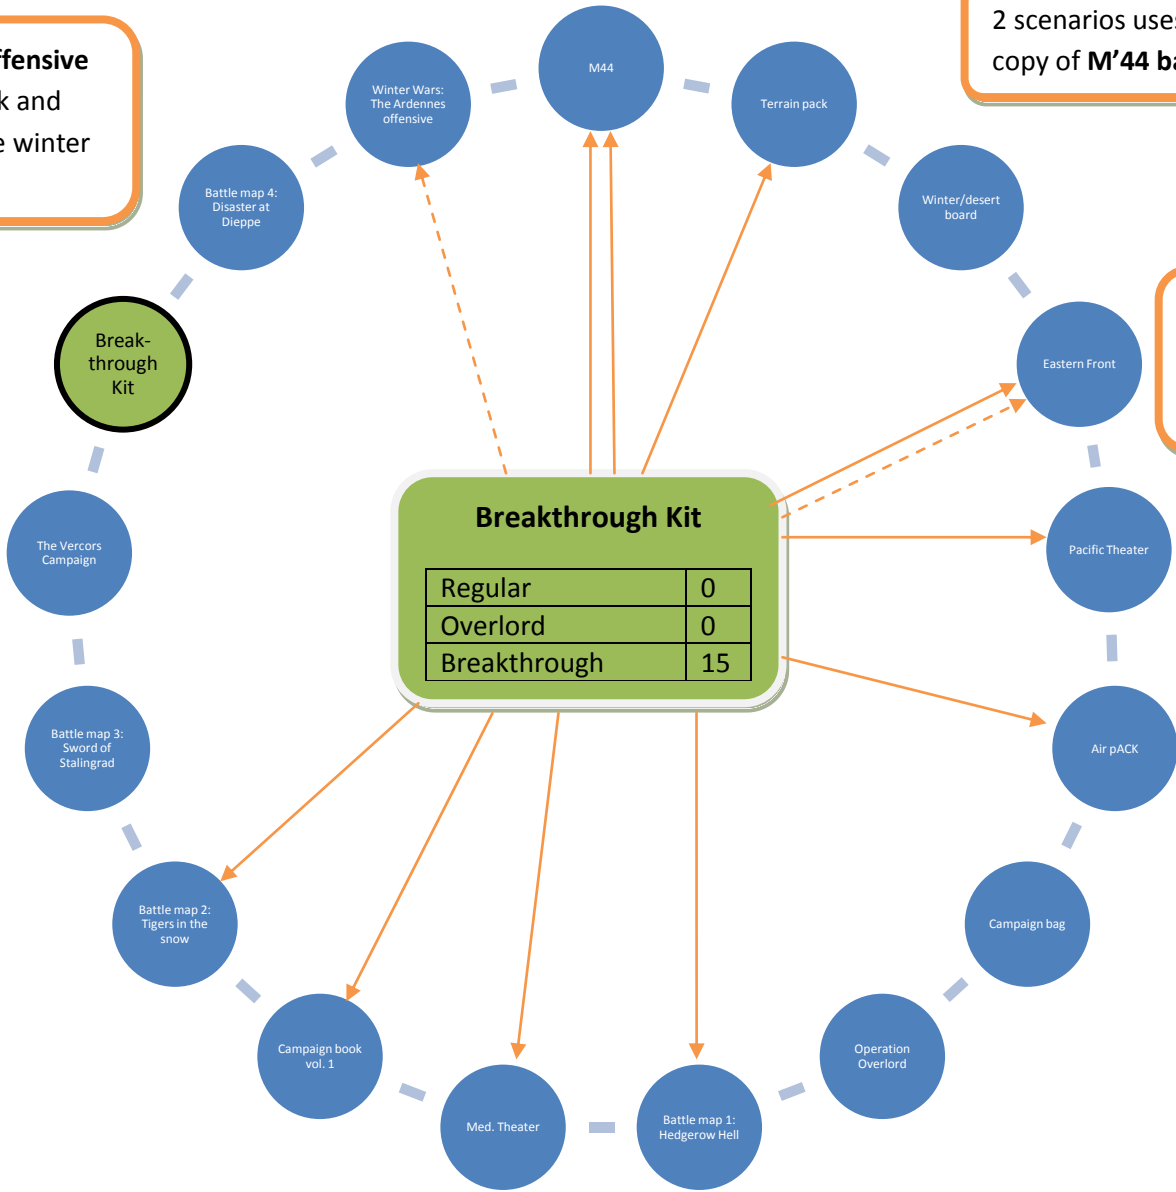 ffensive
k and
e winter
2 scenarios uses
copy of M'44 ba
M44
Terrain pack
Winter/desert
board
Eastern Front
Pacific Theater
Air pACK
Campaign bag
Operation
Overlord
Battle map 1:
Hedgerow Hell
Med. Theater
Campaign book
vol. 1
Battle map 2:
Tigers in the
snow
Battle map 3:
Sword of
Stalingrad
The Vercors
Campaign
Break-
through
Kit
Battle map 4:
Disaster at
Dieppe
Winter Wars:
The Ardennes
offensive
Breakthrough Kit
Regular 0
Overlord 0
Breakthrough 15